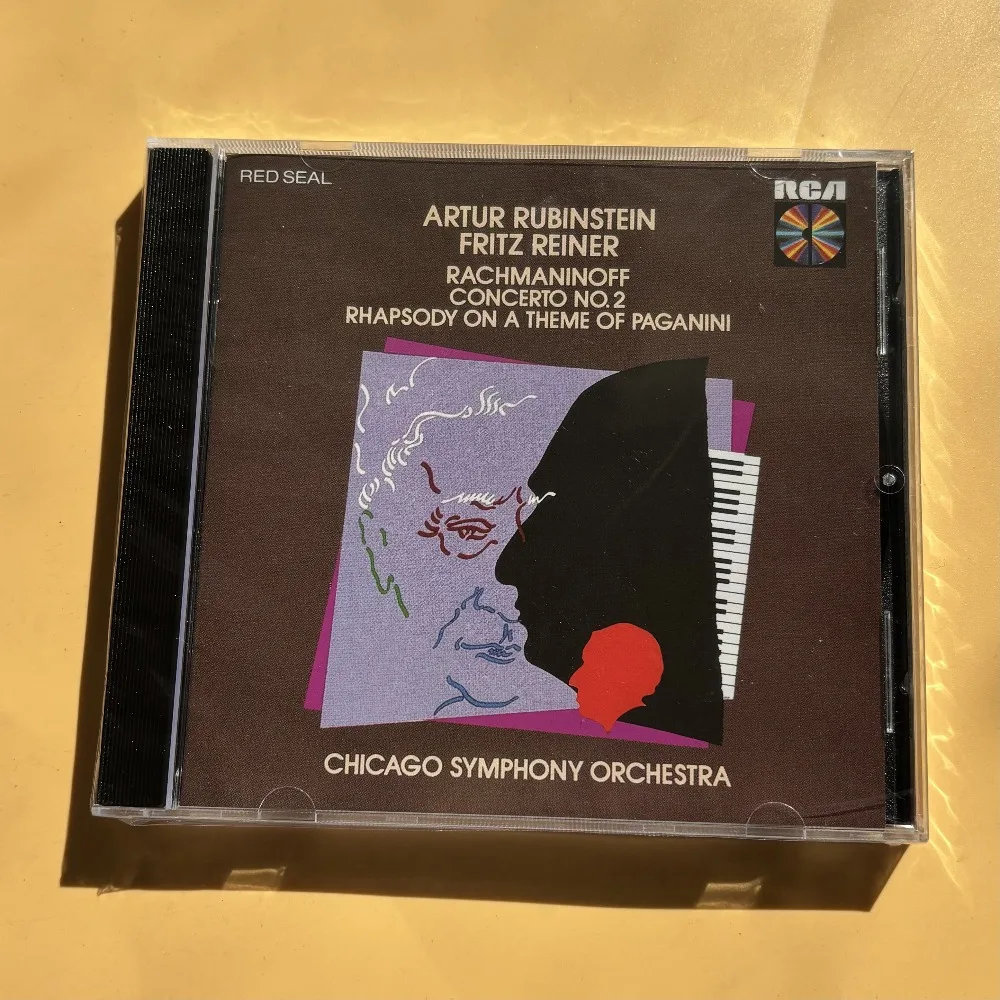 RED SEAL
RCA
ARTUR RUBINSTEIN
FRITZ REINER
RACHMANINOFF
CONCERTO NO. 2
RHAPSODY ON A THEME OF PAGANINI
CHICAGO SYMPHONY ORCHESTRA